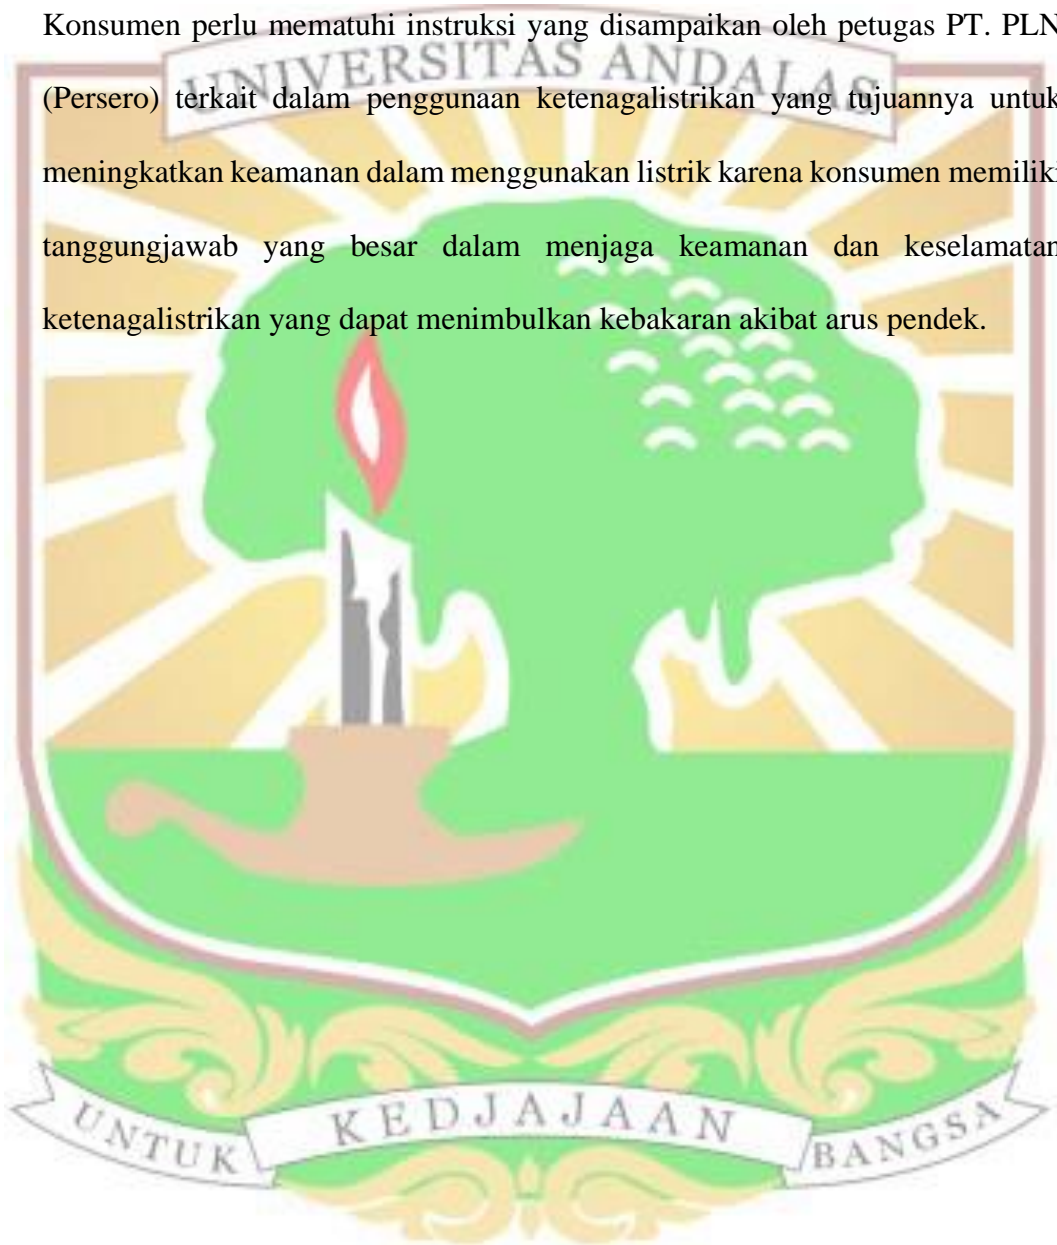 Konsumen perlu mematuhi instruksi yang disampaikan oleh petugas PT. PLN
UNIVERSITAS ANDALAS
(Persero) terkait dalam penggunaan ketenagalistrikan yang tujuannya untuk
meningkatkan keamanan dalam menggunakan listrik karena konsumen memiliki
tanggungjawab yang besar dalam menjaga keamanan dan keselamatan
ketenagalistrikan yang dapat menimbulkan kebakaran akibat arus pendek.
UNTUK KEDJAJAAN BANGSA